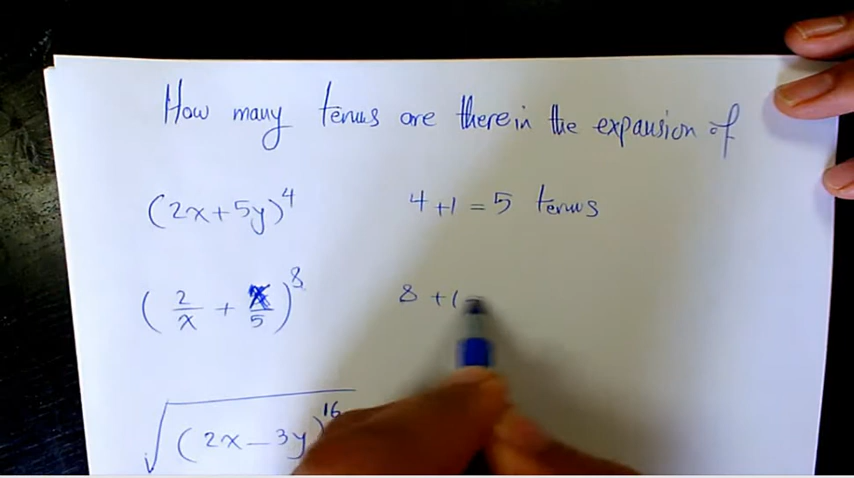 How many terms are there in the expansion of
(2x+5y)^4 4+1 = 5 terms
(2/x + x/5)^8 8 +1 =
√(2x-3y)^16